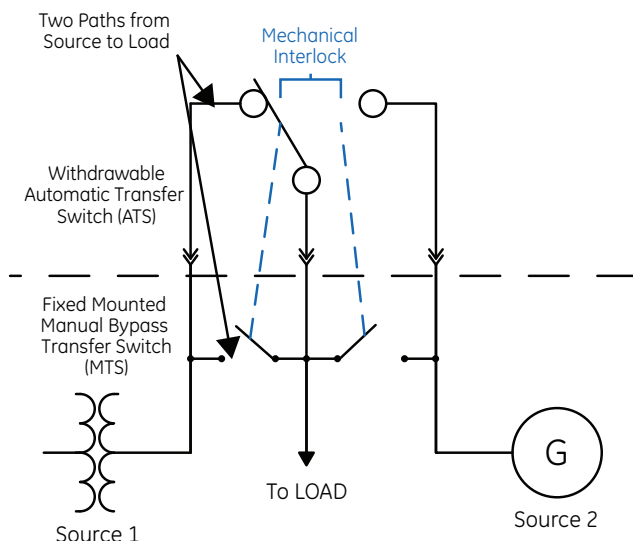 Two Paths from
Source to Load
Mechanical
Interlock
Withdrawable
Automatic Transfer
Switch (ATS)
Fixed Mounted
Manual Bypass
Transfer Switch
(MTS)
G
To LOAD
Source 1
Source 2